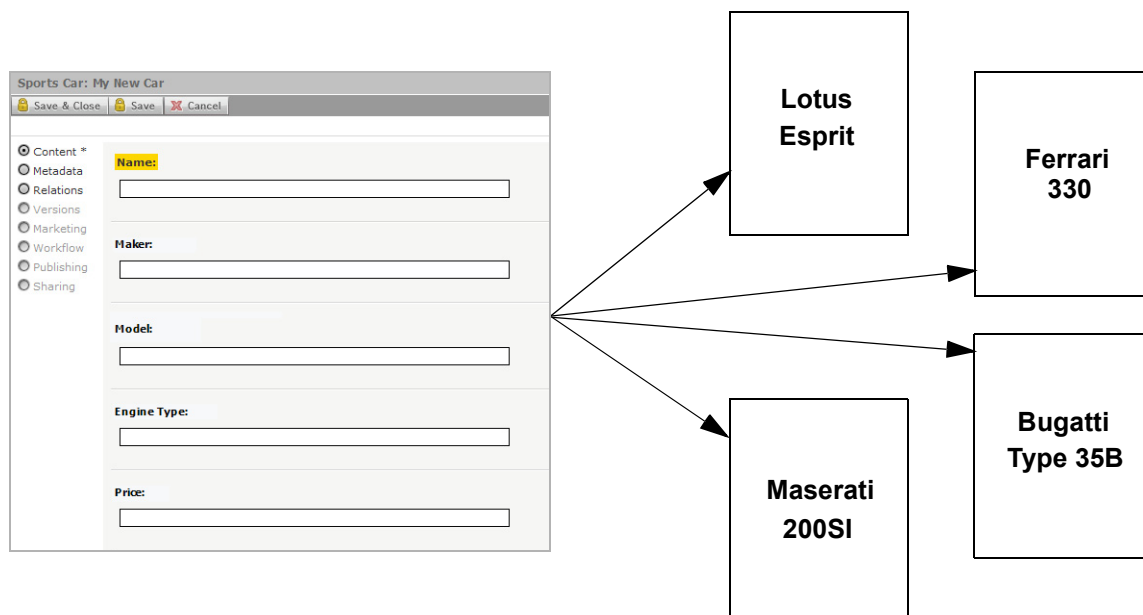 Sports Car: My New Car
Save & Close Save Cancel
Content *
Metadata
Relations
Versions
Marketing
Workflow
Publishing
Sharing
Name:
Maker:
Model:
Engine Type:
Price:
Lotus
Esprit
Ferrari
330
Bugatti
Type 35B
Maserati
200SI